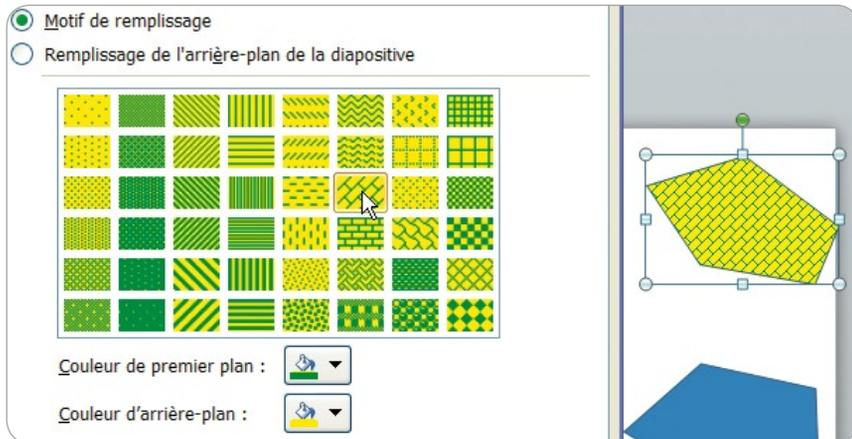 Motif de remplissage
Remplissage de l'arrière-plan de la diapositive
Couleur de premier plan :
Couleur d’arrière-plan :